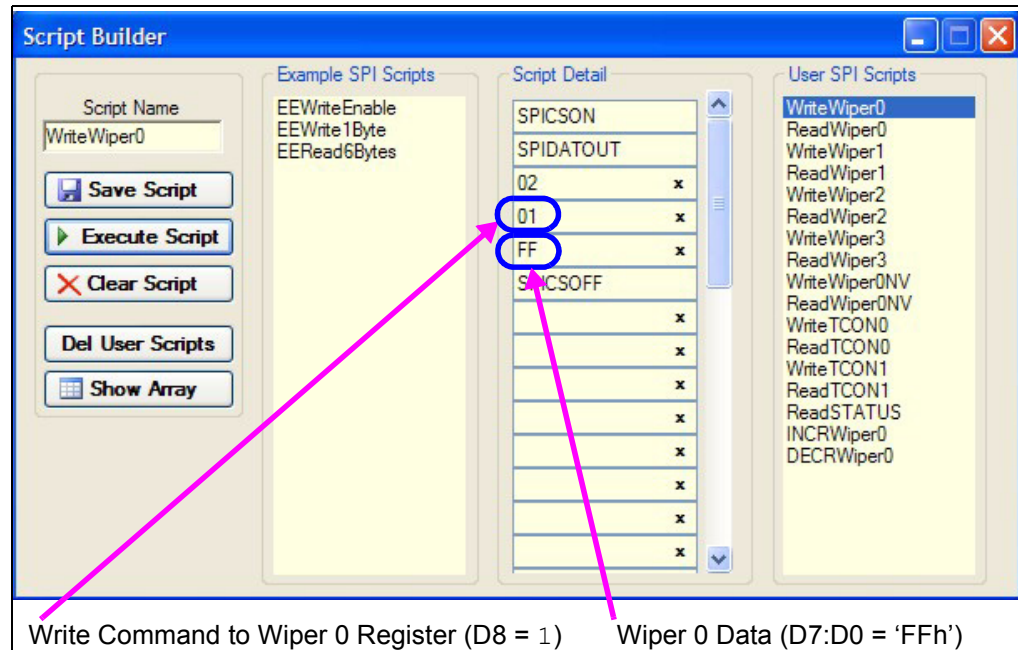 Script Builder
Script Name
WriteWiper0
Save Script
Execute Script
Clear Script
Del User Scripts
Show Array
Example SPI Scripts
EEWriteEnable
EEWrite1Byte
EERead6Bytes
Script Detail
SPICSON
SPIDATOUT
02 x
01 x
FF x
SPICSOFF
x
x
x
x
x
x
x
x
User SPI Scripts
WriteWiper0
ReadWiper0
WriteWiper1
ReadWiper1
WriteWiper2
ReadWiper2
WriteWiper3
ReadWiper3
WriteWiper0NV
ReadWiper0NV
WriteTCON0
ReadTCON0
WriteTCON1
ReadTCON1
ReadSTATUS
INCRWiper0
DECRWiper0
Write Command to Wiper 0 Register (D8 = 1)
Wiper 0 Data (D7:D0 = ‘FFh’)